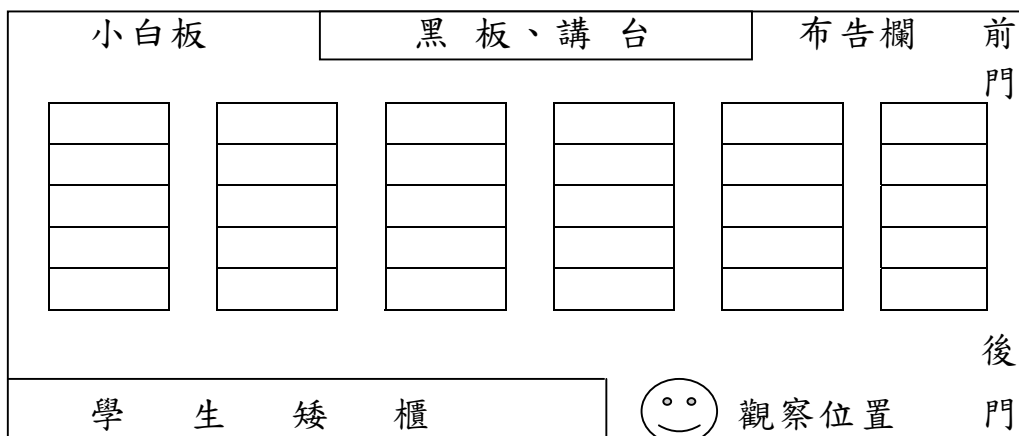 小白板 黑 板、講 台 布告欄 前
門
後
學 生 矮 櫃 觀察位置 門